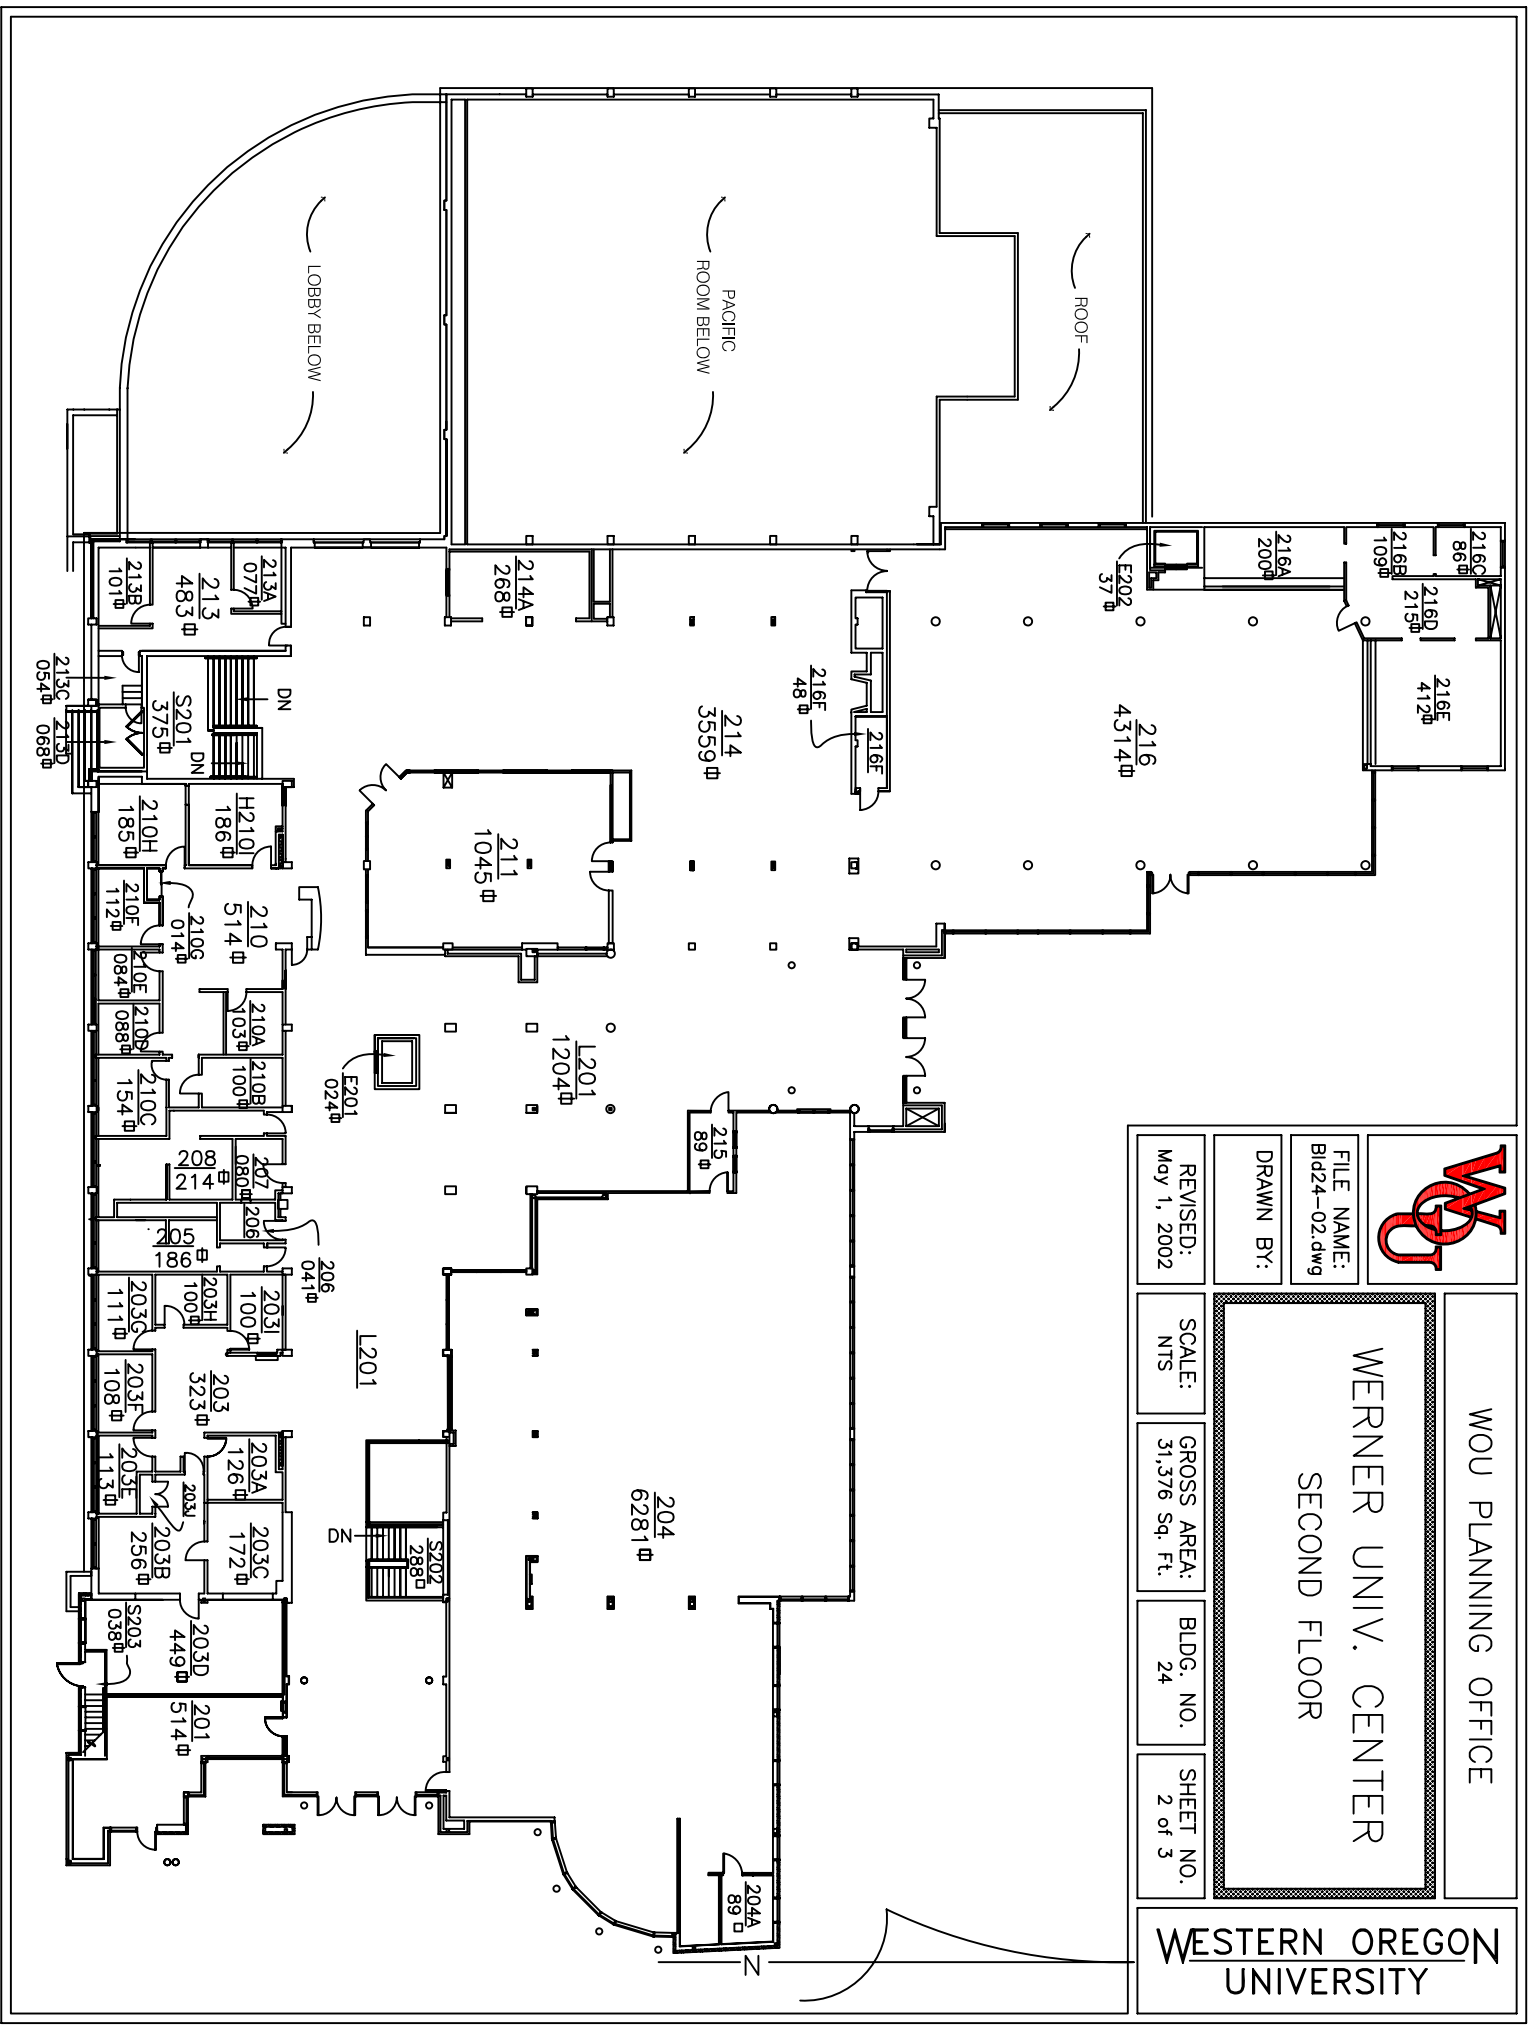 WOU PLANNING OFFICE
WERNER UNIV. CENTER
SECOND FLOOR
WOU
FILE NAME:
Bld24-02.dwg
DRAWN BY:
REVISED:
May 1, 2002
SCALE:
NTS
GROSS AREA:
31,376 Sq. Ft.
BLDG. NO.
24
SHEET NO.
2 of 3
WESTERN OREGON
UNIVERSITY
N
216C
86
216B
109
216A
200
216D
215
216E
412
E202
37
216
4314
ROOF
PACIFIC
ROOM BELOW
LOBBY BELOW
214A
268
216F
48
216F
214
3559
211
1045
L201
1204
215
89
204
6281
204A
89
L201
E201
024
S202
288
DN
213A
077
213
483
213B
101
213C
054
213D
068
S201
375
DN
DN
H210I
186
210H
185
210
514
210G
014
210F
112
210E
084
210D
088
210A
103
210B
100
210C
154
207
080
208
214
206
206
041
205
186
203I
100
203H
100
203G
111
203
323
203F
108
203A
126
203E
113
203J
203C
172
203B
256
203D
449
S203
038
201
514